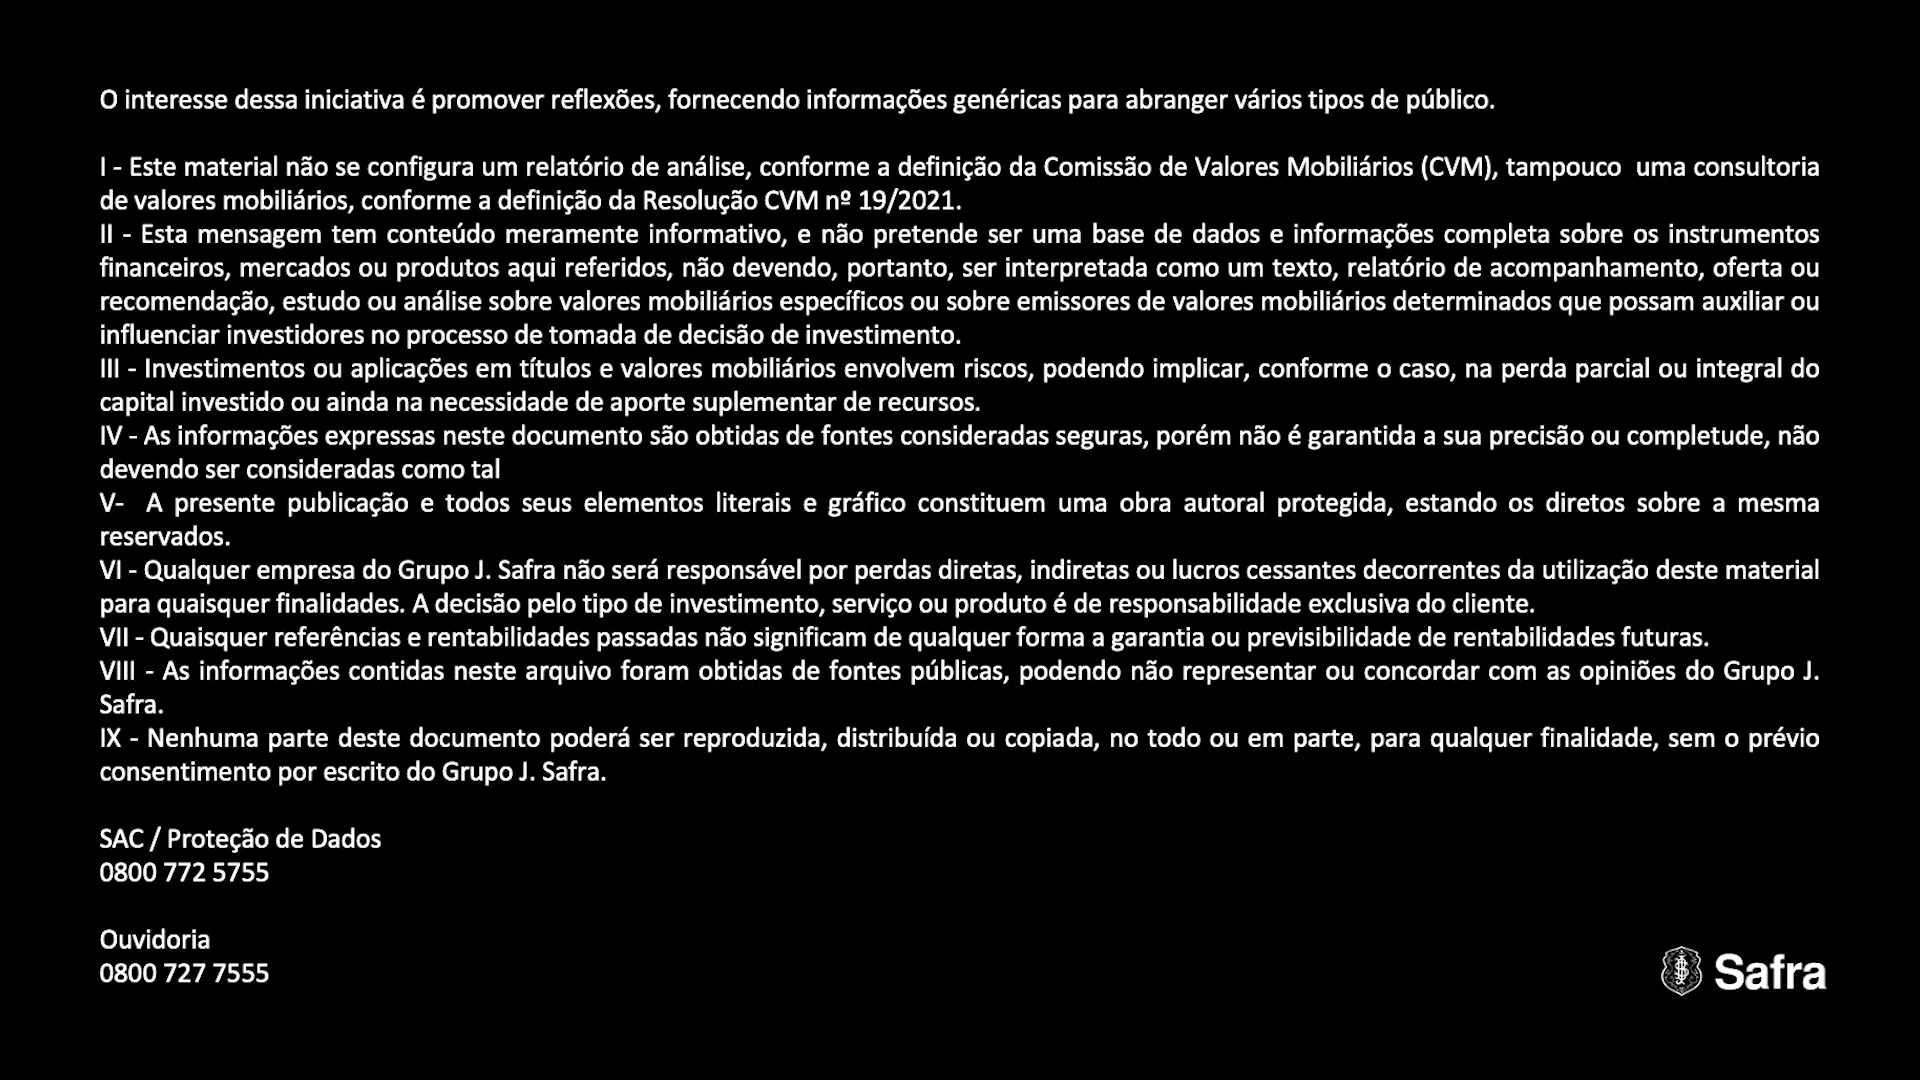 O interesse dessa iniciativa é promover reflexões, fornecendo informações genéricas para abranger vários tipos de público.
I - Este material não se configura um relatório de análise, conforme a definição da Comissão de Valores Mobiliários (CVM), tampouco  uma consultoria
de valores mobiliários, conforme a definição da Resolução CVM nº 19/2021.
II - Esta mensagem tem conteúdo meramente informativo, e não pretende ser uma base de dados e informações completa sobre os instrumentos
financeiros, mercados ou produtos aqui referidos, não devendo, portanto, ser interpretada como um texto, relatório de acompanhamento, oferta ou
recomendação, estudo ou análise sobre valores mobiliários específicos ou sobre emissores de valores mobiliários determinados que possam auxiliar ou
influenciar investidores no processo de tomada de decisão de investimento.
III - Investimentos ou aplicações em títulos e valores mobiliários envolvem riscos, podendo implicar, conforme o caso, na perda parcial ou integral do
capital investido ou ainda na necessidade de aporte suplementar de recursos.
IV - As informações expressas neste documento são obtidas de fontes consideradas seguras, porém não é garantida a sua precisão ou completude, não
devendo ser consideradas como tal
V-  A presente publicação e todos seus elementos literais e gráfico constituem uma obra autoral protegida, estando os diretos sobre a mesma
reservados.
VI - Qualquer empresa do Grupo J. Safra não será responsável por perdas diretas, indiretas ou lucros cessantes decorrentes da utilização deste material
para quaisquer finalidades. A decisão pelo tipo de investimento, serviço ou produto é de responsabilidade exclusiva do cliente.
VII - Quaisquer referências e rentabilidades passadas não significam de qualquer forma a garantia ou previsibilidade de rentabilidades futuras.
VIII - As informações contidas neste arquivo foram obtidas de fontes públicas, podendo não representar ou concordar com as opiniões do Grupo J.
Safra.
IX - Nenhuma parte deste documento poderá ser reproduzida, distribuída ou copiada, no todo ou em parte, para qualquer finalidade, sem o prévio
consentimento por escrito do Grupo J. Safra.
SAC / Proteção de Dados
0800 772 5755
Ouvidoria
0800 727 7555
Safra